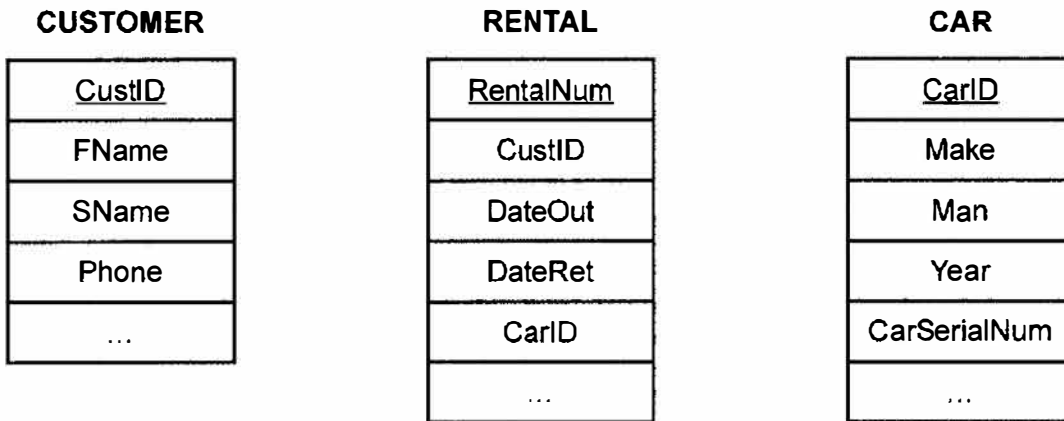 CUSTOMER
CustID
FName
SName
Phone
...
RENTAL
RentalNum
CustID
DateOut
DateRet
CarID
...
CAR
CarID
Make
Man
Year
CarSerialNum
...